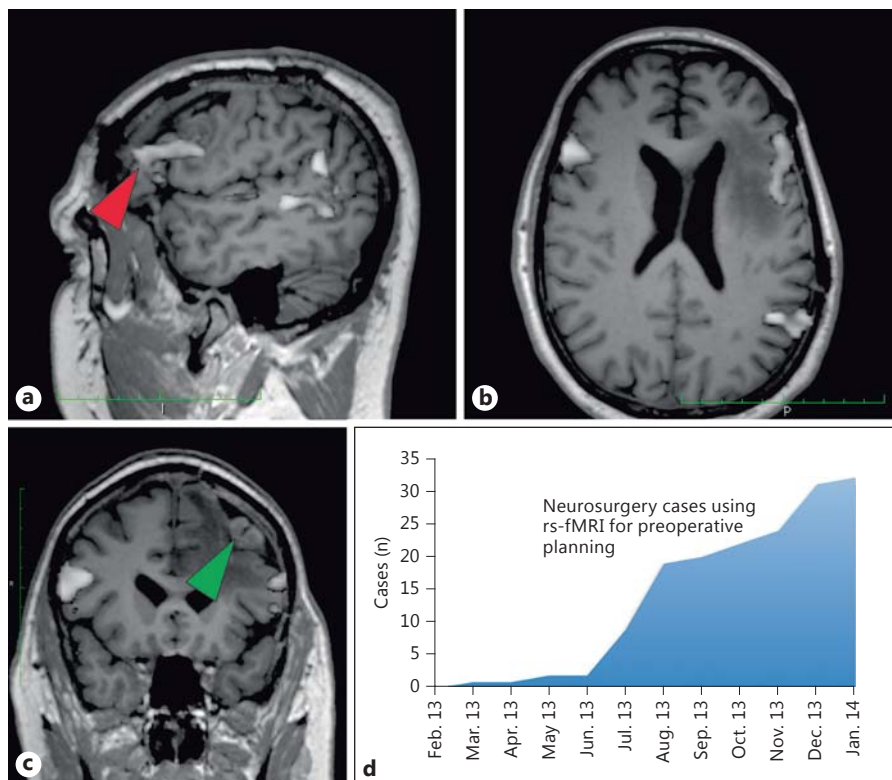 a
b
P
c
d
35
30
25
20
15
10
5
0
Cases (n)
Neurosurgery cases using
rs-fMRI for preoperative
planning
Feb. 13
Mar. 13
Apr. 13
May 13
Jun. 13
Jul. 13
Aug. 13
Sep. 13
Oct. 13
Nov. 13
Dec. 13
Jan. 14